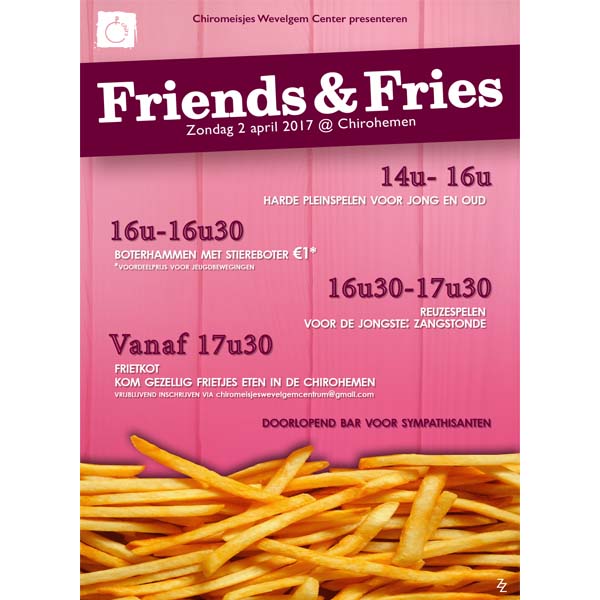 Chiromeisjes Wevelgem Center presenteren
Friends & Fries
Zondag 2 april 2017 @ Chirohemen
14u- 16u
HARDE PLEINSPELEN VOOR JONG EN OUD
16u-16u30
BOTERHAMMEN MET STIEREBOTER €1*
*VOORDEELPRIJS VOOR JEUGDBEWEGINGEN
16u30-17u30
REUZESPELEN
VOOR DE JONGSTE: ZANGSTONDE
Vanaf 17u30
FRIETKOT
KOM GEZELLIG FRIETJES ETEN IN DE CHIROHEMEN
VRIJBLIJVEND INSCHRIJVEN VIA chiromeisjeswevelgemcentrum@gmail.com
DOORLOPEND BAR VOOR SYMPATHISANTEN
ZZ